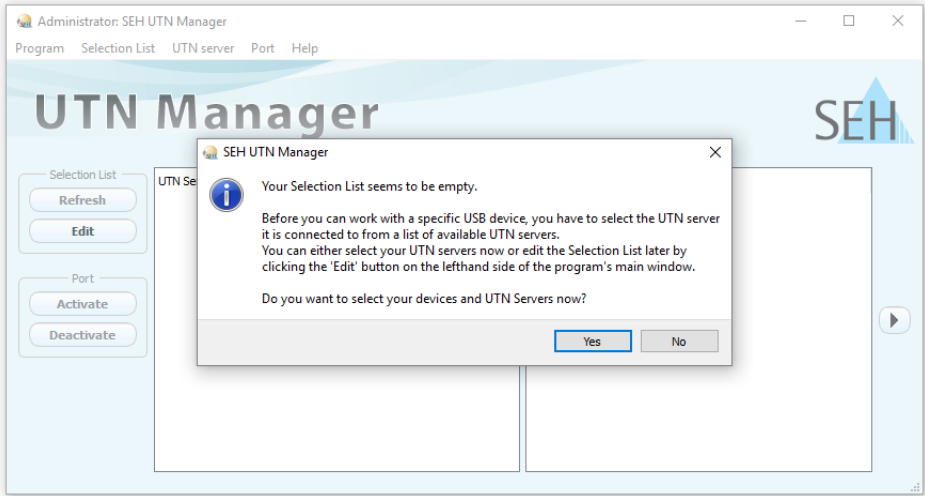 Administrator: SEH UTN Manager
Program Selection List UTN server Port Help
UTN Manager
SEH
SEH UTN Manager
Selection List
Refresh
Edit
Port
Activate
Deactivate
Your Selection List seems to be empty.
Before you can work with a specific USB device, you have to select the UTN server
it is connected to from a list of available UTN servers.
You can either select your UTN servers now or edit the Selection List later by
clicking the 'Edit' button on the lefthand side of the program's main window.
Do you want to select your devices and UTN Servers now?
Yes No